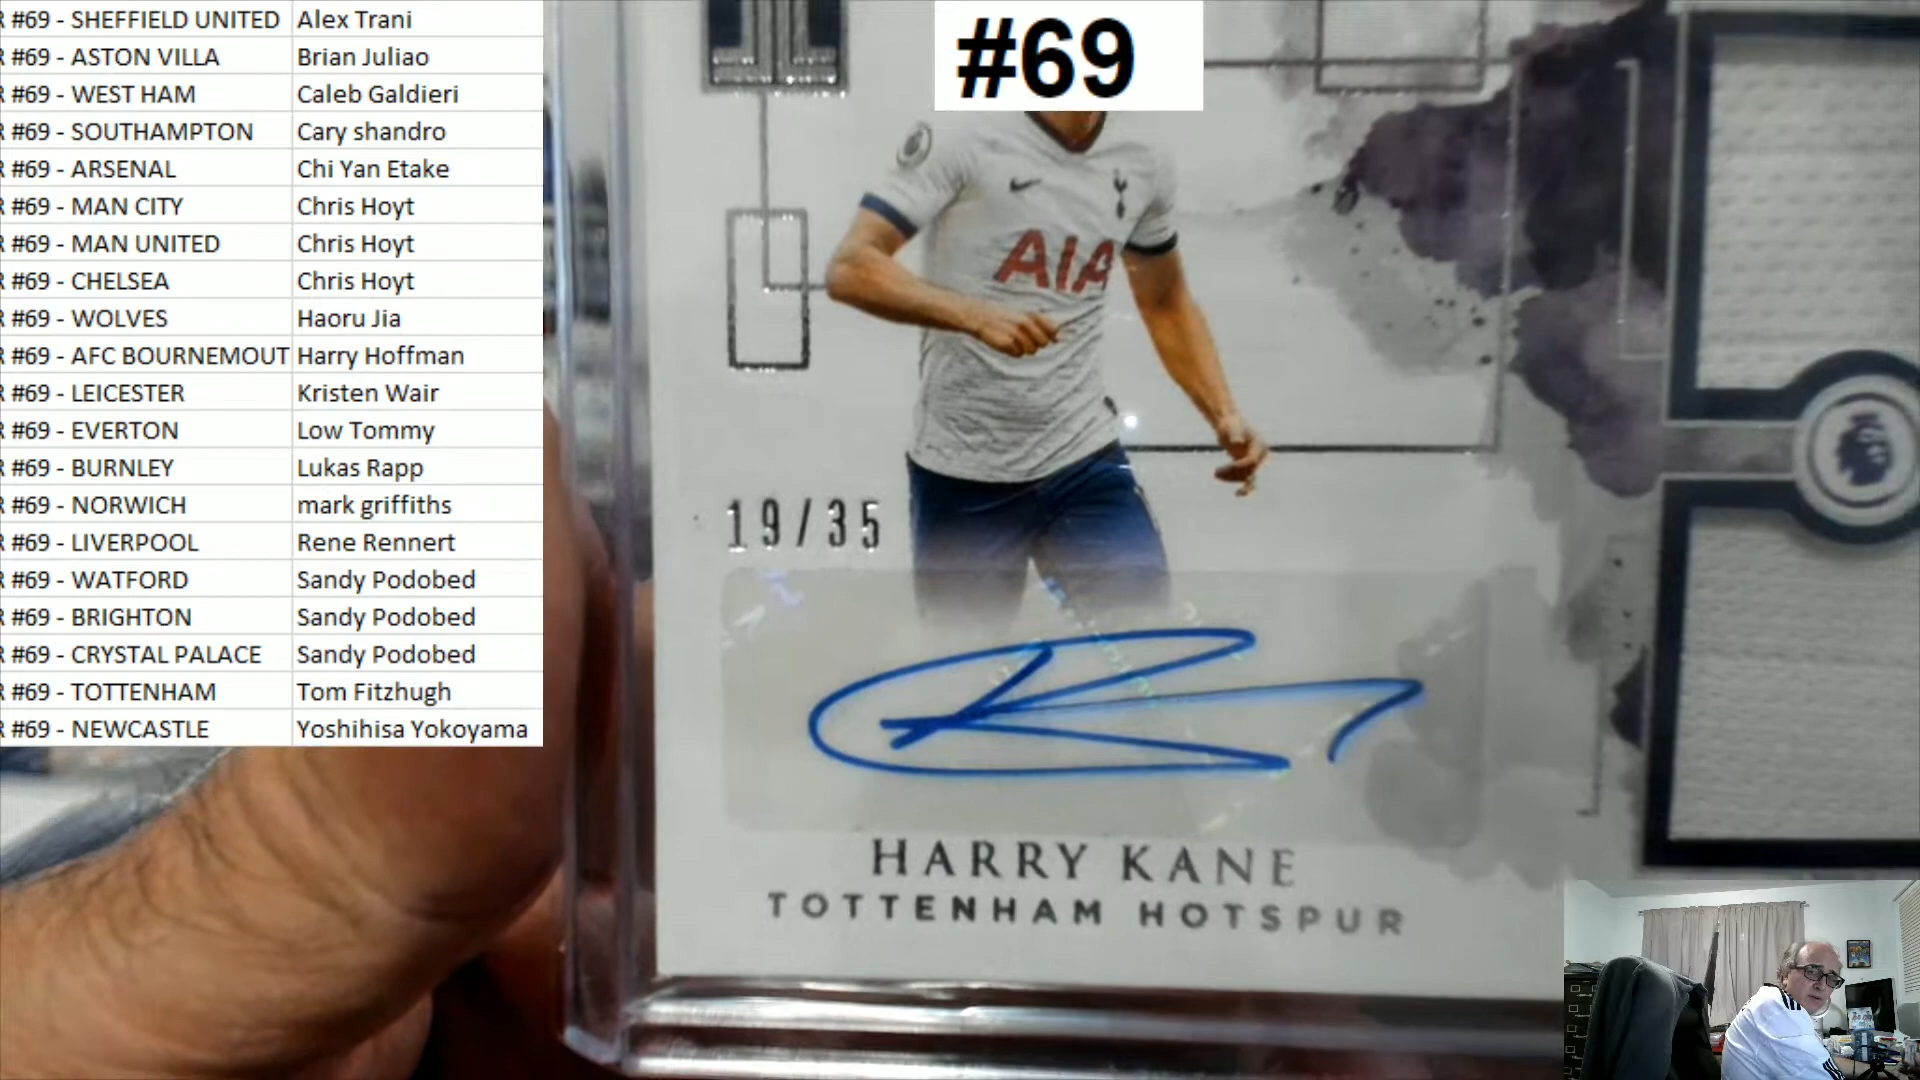 R #69 - SHEFFIELD UNITED Alex Trani
R #69 - ASTON VILLA Brian Juliao
R #69 - WEST HAM Caleb Galdieri
R #69 - SOUTHAMPTON Cary shandro
R #69 - ARSENAL Chi Yan Etake
R #69 - MAN CITY Chris Hoyt
R #69 - MAN UNITED Chris Hoyt
R #69 - CHELSEA Chris Hoyt
R #69 - WOLVES Haoru Jia
R #69 - AFC BOURNEMOUT Harry Hoffman
R #69 - LEICESTER Kristen Wair
R #69 - EVERTON Low Tommy
R #69 - BURNLEY Lukas Rapp
R #69 - NORWICH mark griffiths
R #69 - LIVERPOOL Rene Rennert
R #69 - WATFORD Sandy Podobed
R #69 - BRIGHTON Sandy Podobed
R #69 - CRYSTAL PALACE Sandy Podobed
R #69 - TOTTENHAM Tom Fitzhugh
R #69 - NEWCASTLE Yoshihisa Yokoyama
#69
AIA
19/35
HARRY KANE
TOTTENHAM HOTSPUR